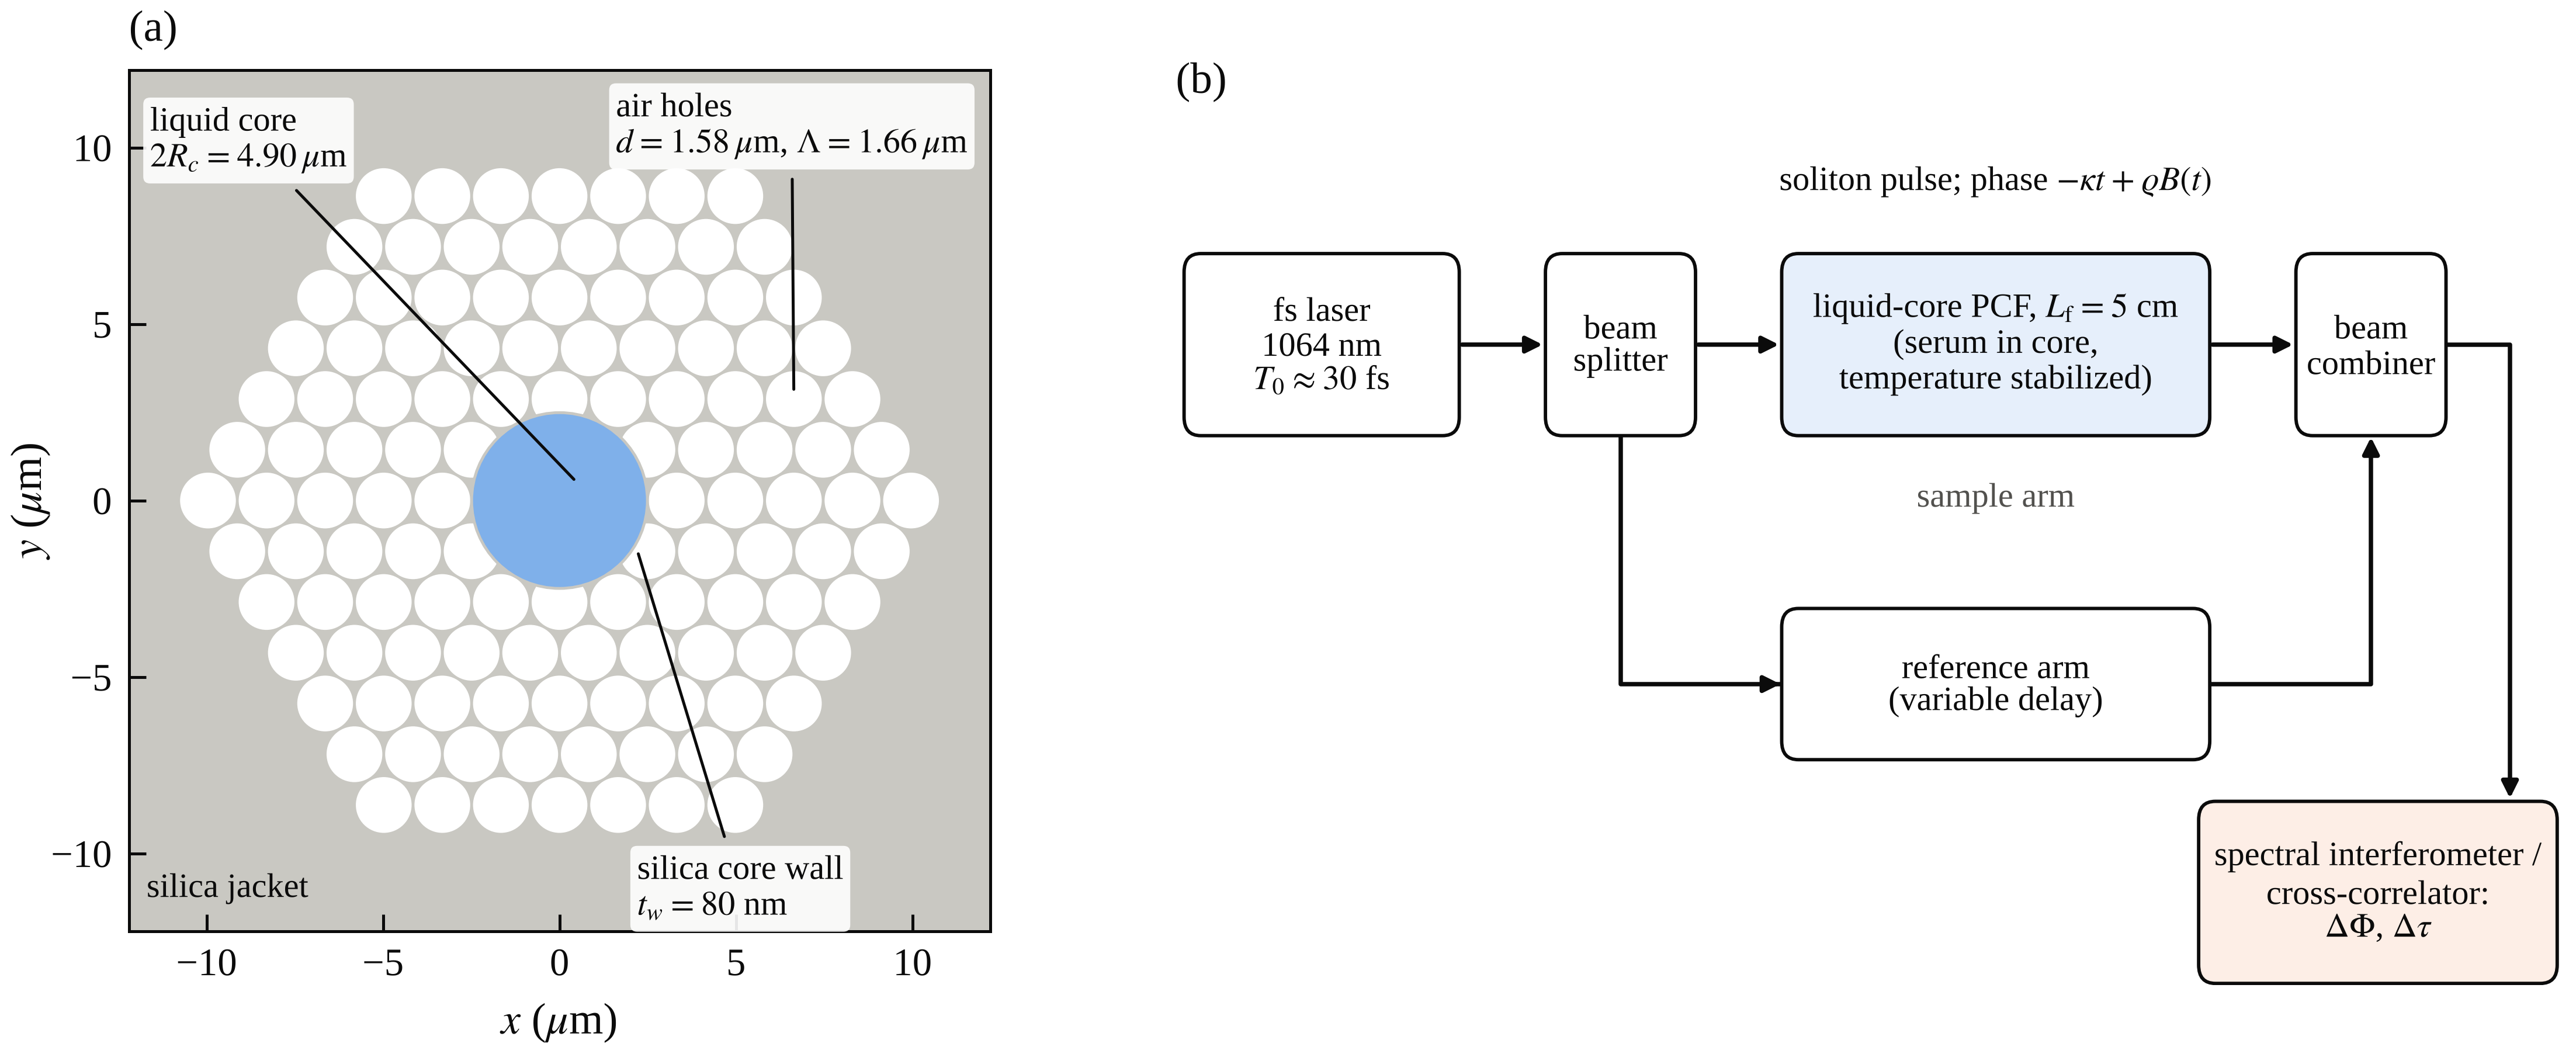 (a)
liquid core
2R_c = 4.90 μm
air holes
d = 1.58 μm, Λ = 1.66 μm
silica core wall
t_w = 80 nm
silica jacket
10
5
0
−5
−10
y (μm)
−10
−5
0
5
10
x (μm)
(b)
soliton pulse; phase −κt + ϱB(t)
fs laser
1064 nm
T_0 ≈ 30 fs
beam
splitter
liquid-core PCF, L_f = 5 cm
(serum in core,
temperature stabilized)
beam
combiner
sample arm
reference arm
(variable delay)
spectral interferometer /
cross-correlator:
ΔΦ, Δτ